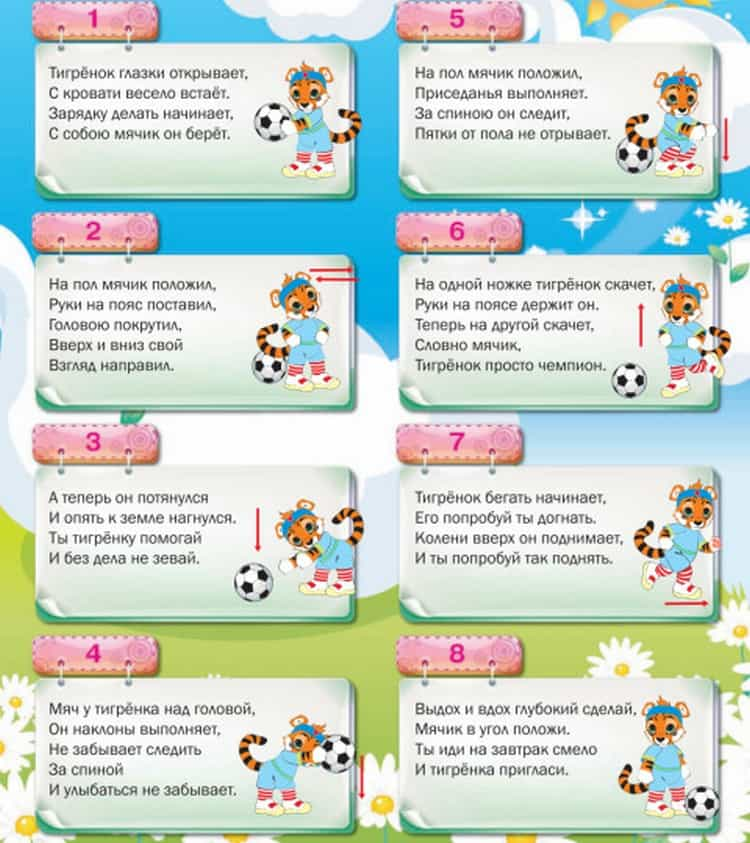 1
Тигрёнок глазки открывает,
С кровати весело встаёт.
Зарядку делать начинает,
С собою мячик он берёт.
2
На пол мячик положил,
Руки на пояс поставил,
Головою покрутил,
Вверх и вниз свой
Взгляд направил.
3
А теперь он потянулся
И опять к земле нагнулся.
Ты тигрёнку помогай
И без дела не зевай.
4
Мяч у тигрёнка над головой,
Он наклоны выполняет,
Не забывает следить
За спиной
И улыбаться не забывает.
5
На пол мячик положил,
Приседанья выполняет.
За спиною он следит,
Пятки от пола не отрывает.
6
На одной ножке тигрёнок скачет,
Руки на поясе держит он.
Теперь на другой скачет,
Словно мячик,
Тигрёнок просто чемпион.
7
Тигрёнок бегать начинает,
Его попробуй ты догнать.
Колени вверх он поднимает,
И ты попробуй так поднять.
8
Выдох и вдох глубокий сделай,
Мячик в угол положи.
Ты иди на завтрак смело
И тигрёнка пригласи.